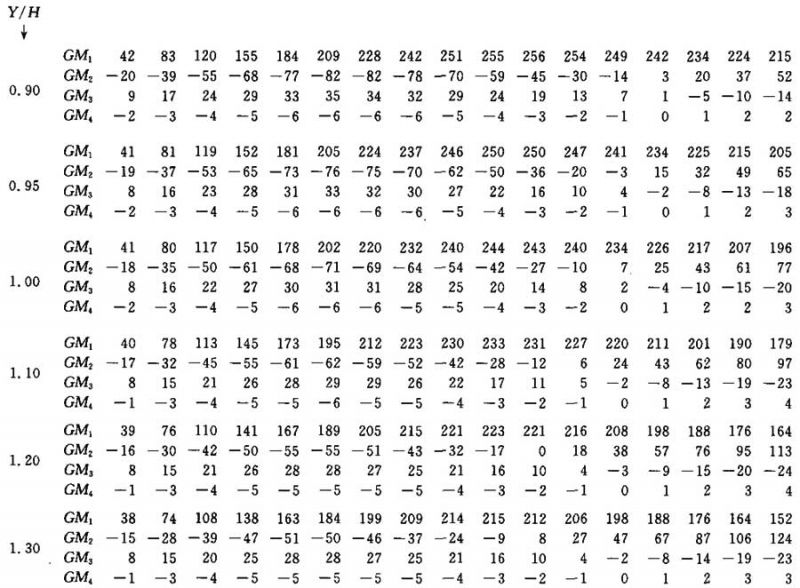 Y/H
↓
GM₁ 42 83 120 155 184 209 228 242 251 255 256 254 249 242 234 224 215
0.90 GM₂ −20 −39 −55 −68 −77 −82 −82 −78 −70 −59 −45 −30 −14 3 20 37 52
GM₃ 9 17 24 29 33 35 34 32 29 24 19 13 7 1 −5 −10 −14
GM₄ −2 −3 −4 −5 −6 −6 −6 −6 −5 −4 −3 −2 −1 0 1 2 2
GM₁ 41 81 119 152 181 205 224 237 246 250 250 247 241 234 225 215 205
0.95 GM₂ −19 −37 −53 −65 −73 −76 −75 −70 −62 −50 −36 −20 −3 15 32 49 65
GM₃ 8 16 23 28 31 33 32 30 27 22 16 10 4 −2 −8 −13 −18
GM₄ −2 −3 −4 −5 −6 −6 −6 −6 −5 −4 −3 −2 −1 0 1 2 3
GM₁ 41 80 117 150 178 202 220 232 240 244 243 240 234 226 217 207 196
1.00 GM₂ −18 −35 −50 −61 −68 −71 −69 −64 −54 −42 −27 −10 7 25 43 61 77
GM₃ 8 16 22 27 30 31 31 28 25 20 14 8 2 −4 −10 −15 −20
GM₄ −2 −3 −4 −5 −6 −6 −5 −5 −5 −4 −3 −2 0 1 2 2 3
GM₁ 40 78 113 145 173 195 212 223 230 233 231 227 220 211 201 190 179
1.10 GM₂ −17 −32 −45 −55 −61 −62 −59 −52 −42 −28 −12 6 24 43 62 80 97
GM₃ 8 15 21 26 28 29 29 26 22 17 11 5 −2 −8 −13 −19 −23
GM₄ −1 −3 −4 −5 −5 −6 −5 −5 −4 −3 −2 −1 0 1 2 3 4
GM₁ 39 76 110 141 167 189 205 215 221 223 221 216 208 198 188 176 164
1.20 GM₂ −16 −30 −42 −50 −55 −55 −51 −43 −32 −17 0 18 38 57 76 95 113
GM₃ 8 15 21 26 28 28 27 25 21 16 10 4 −3 −9 −15 −20 −24
GM₄ −1 −3 −4 −5 −5 −5 −5 −5 −4 −3 −2 −1 0 1 2 3 4
GM₁ 38 74 108 138 163 184 199 209 214 215 212 206 198 188 176 164 152
1.30 GM₂ −15 −28 −39 −47 −51 −50 −46 −37 −24 −9 8 27 47 67 87 106 124
GM₃ 8 15 20 25 28 28 27 25 21 16 10 4 −2 −8 −14 −19 −23
GM₄ −1 −3 −4 −5 −5 −5 −5 −4 −3 −2 −1 0 1 2 3 3